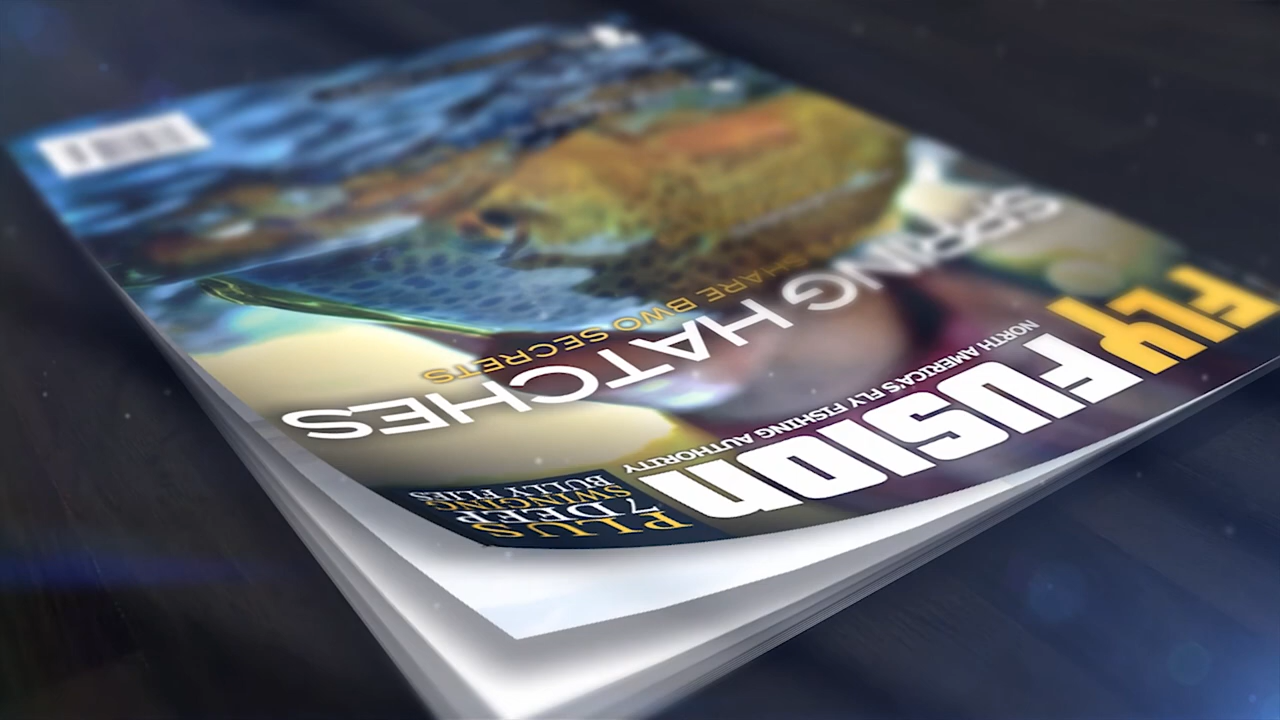 FLY FUSION
NORTH AMERICA'S FLY FISHING AUTHORITY
PLUS
7 DEEP
SWINGING
BULLY FLIES
SPRING HATCHES
SHARE BWO SECRETS